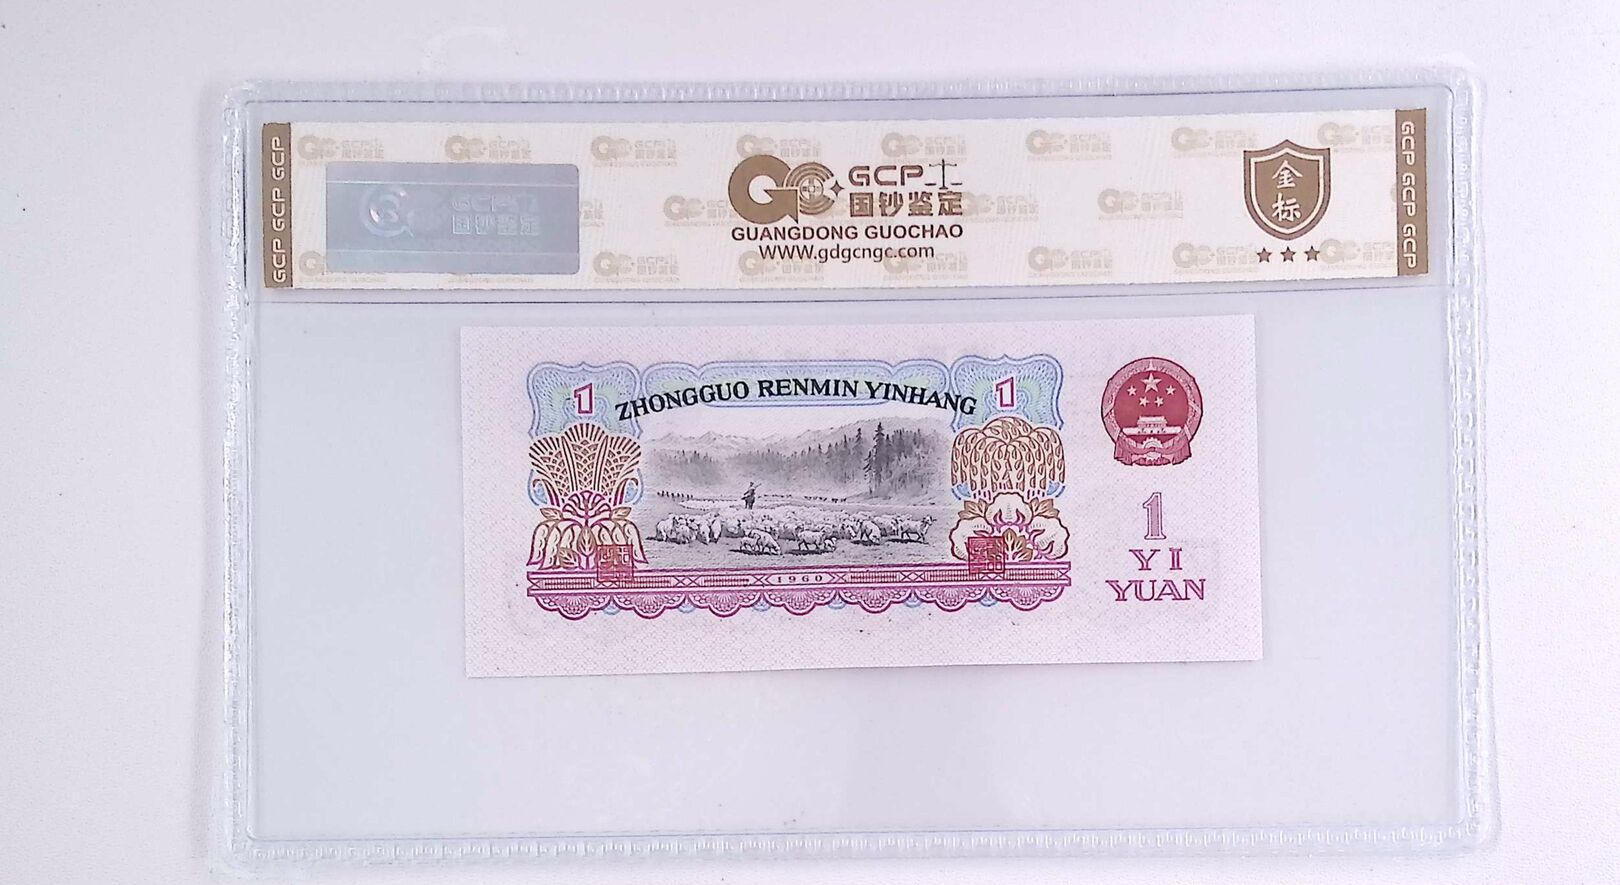 GCP GCP GCP
GCP
国钞鉴定
GCP
国钞鉴定
GUANGDONG GUOCHAO
WWW.gdgcngc.com
金标
GCP GCP GCP
1
ZHONGGUO RENMIN YINHANG
1
1960
1
YI
YUAN